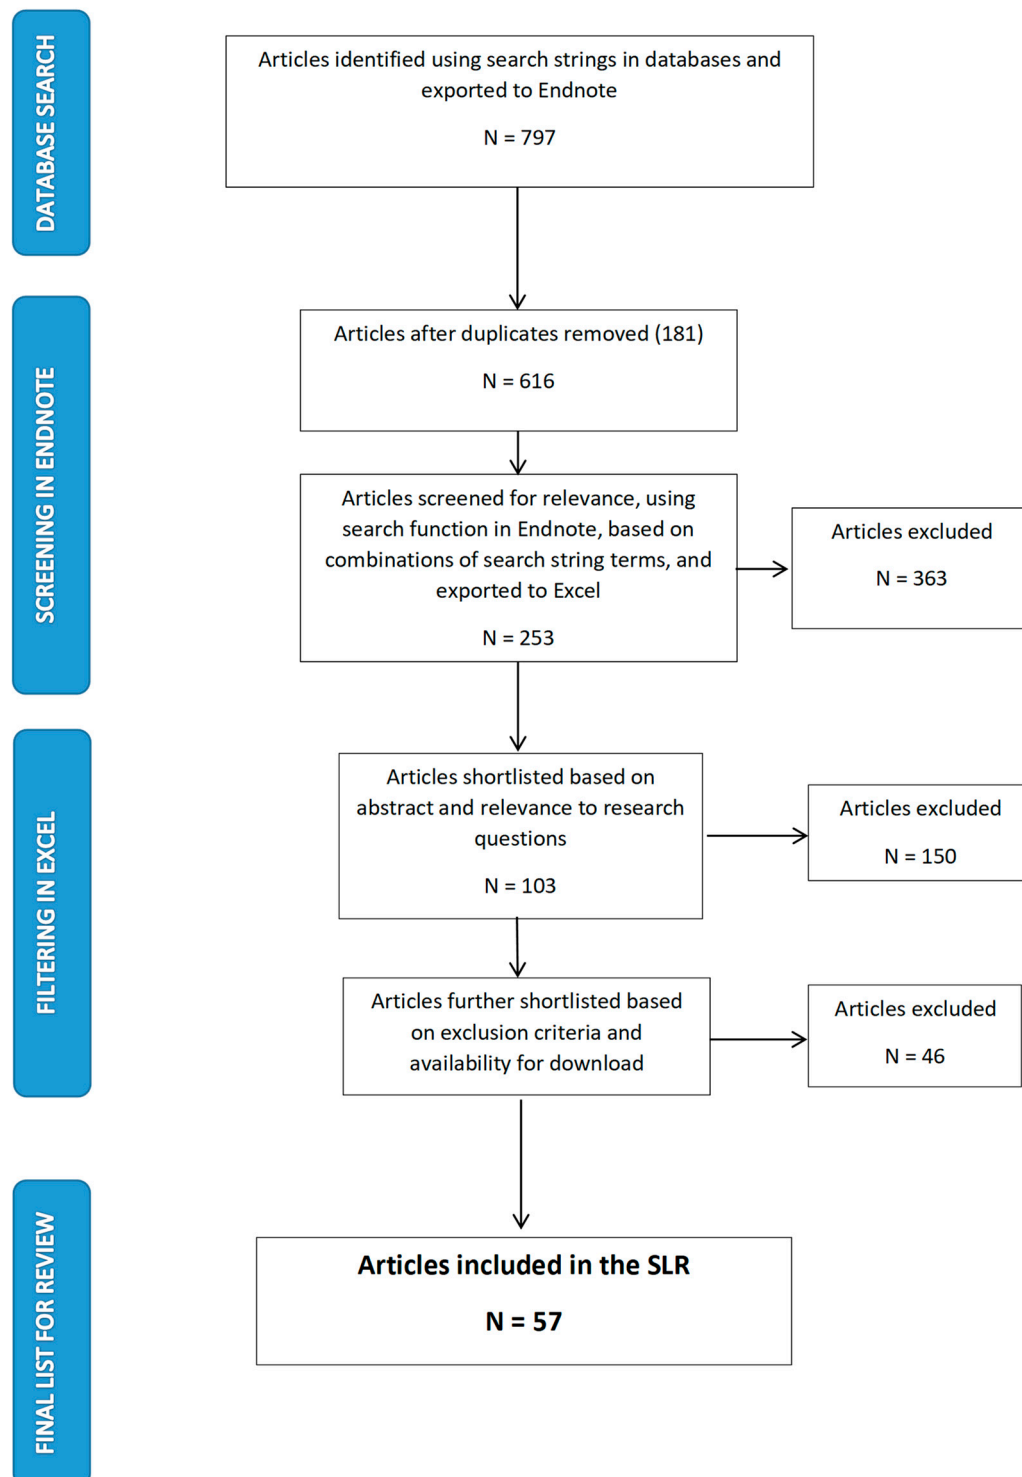 DATABASE SEARCH
Articles identified using search strings in databases and
exported to Endnote
N = 797
SCREENING IN ENDNOTE
Articles after duplicates removed (181)
N = 616
Articles screened for relevance, using
search function in Endnote, based on
combinations of search string terms, and
exported to Excel
N = 253
Articles excluded
N = 363
FILTERING IN EXCEL
Articles shortlisted based on
abstract and relevance to research
questions
N = 103
Articles excluded
N = 150
Articles further shortlisted based
on exclusion criteria and
availability for download
Articles excluded
N = 46
FINAL LIST FOR REVIEW
Articles included in the SLR
N = 57